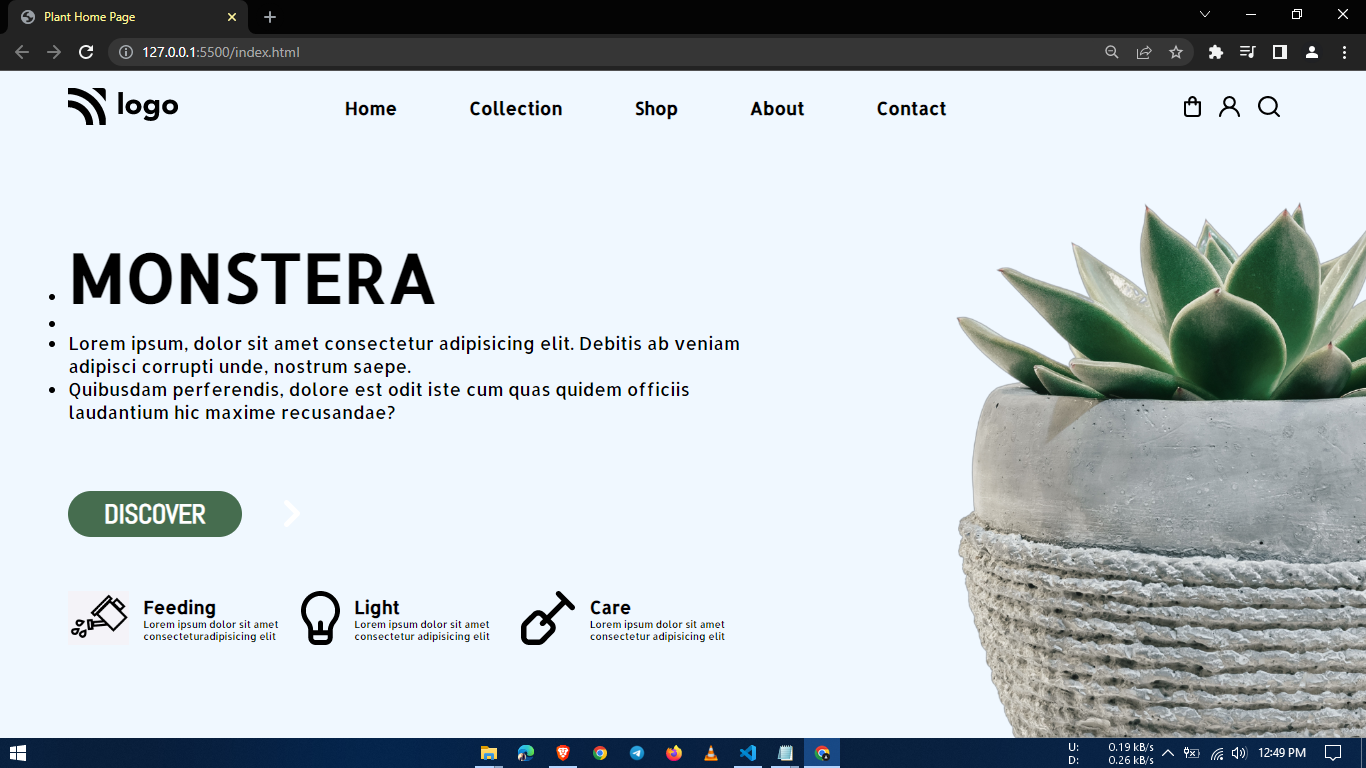 Plant Home Page
127.0.0.1:5500/index.html
logo
Home Collection Shop About Contact
MONSTERA
Lorem ipsum, dolor sit amet consectetur adipisicing elit. Debitis ab veniam
adipisci corrupti unde, nostrum saepe.
Quibusdam perferendis, dolore est odit iste cum quas quidem officiis
laudantium hic maxime recusandae?
DISCOVER
Feeding
Lorem ipsum dolor sit amet
consecteturadipisicing elit
Light
Lorem ipsum dolor sit amet
consectetur adipisicing elit
Care
Lorem ipsum dolor sit amet
consectetur adipisicing elit
U: 0.19 kB/s
D: 0.26 kB/s
12:49 PM